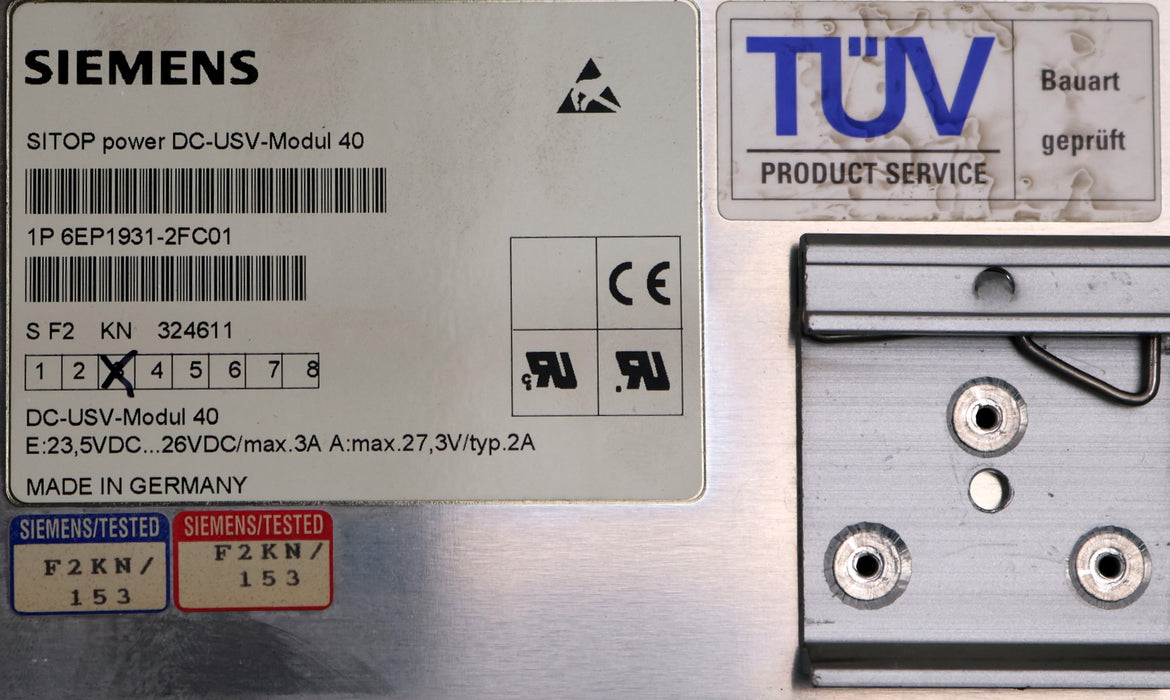 SIEMENS
SITOP power DC-USV-Modul 40
1P 6EP1931-2FC01
S F2 KN 324611
1 2 4 5 6 7 8
DC-USV-Modul 40
E:23,5VDC...26VDC/max.3A A:max.27,3V/typ.2A
MADE IN GERMANY
CE
c UR
UR
SIEMENS/TESTED
F2KN/
153
SIEMENS/TESTED
F2KN/
153
TÜV
PRODUCT SERVICE
Bauart
geprüft